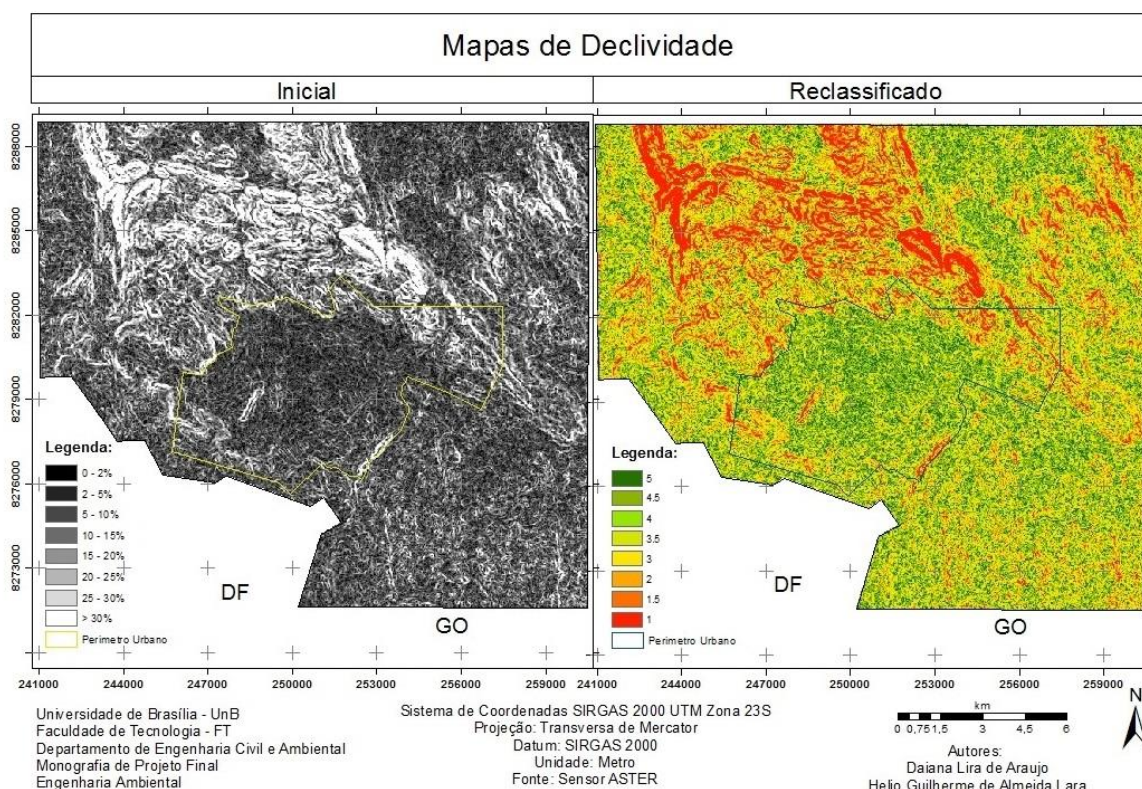 Mapas de Declividade
Inicial
Reclassificado
8288000
8285000
8282000
8279000
8276000
8273000
Legenda:
0 - 2%
2 - 5%
5 - 10%
10 - 15%
15 - 20%
20 - 25%
25 - 30%
> 30%
Perimetro Urbano
DF
GO
Legenda:
5
4.5
4
3.5
3
2
1.5
1
Perimetro Urbano
DF
GO
241000 244000 247000 250000 253000 256000 259000
241000 244000 247000 250000 253000 256000 259000
Universidade de Brasília - UnB
Faculdade de Tecnologia - FT
Departamento de Engenharia Civil e Ambiental
Monografia de Projeto Final
Engenharia Ambiental
Sistema de Coordenadas SIRGAS 2000 UTM Zona 23S
Projeção: Transversa de Mercator
Datum: SIRGAS 2000
Unidade: Metro
Fonte: Sensor ASTER
km
0 0,75 1,5 3 4,5 6
N
Autores:
Daiana Lira de Araujo
Helio Guilherme de Almeida Lara